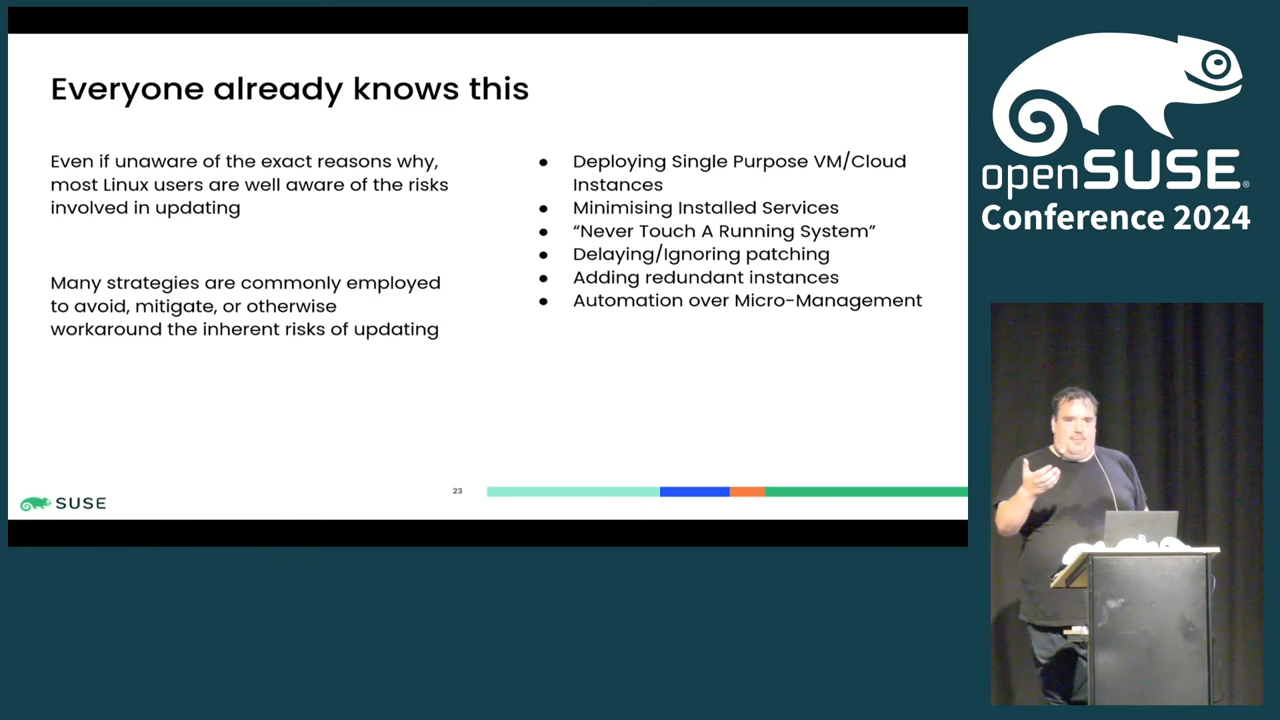 Everyone already knows this
Even if unaware of the exact reasons why,
most Linux users are well aware of the risks
involved in updating
Many strategies are commonly employed
to avoid, mitigate, or otherwise
workaround the inherent risks of updating
● Deploying Single Purpose VM/Cloud
Instances
● Minimising Installed Services
● “Never Touch A Running System”
● Delaying/Ignoring patching
● Adding redundant instances
● Automation over Micro-Management
SUSE
23
openSUSE®
Conference 2024